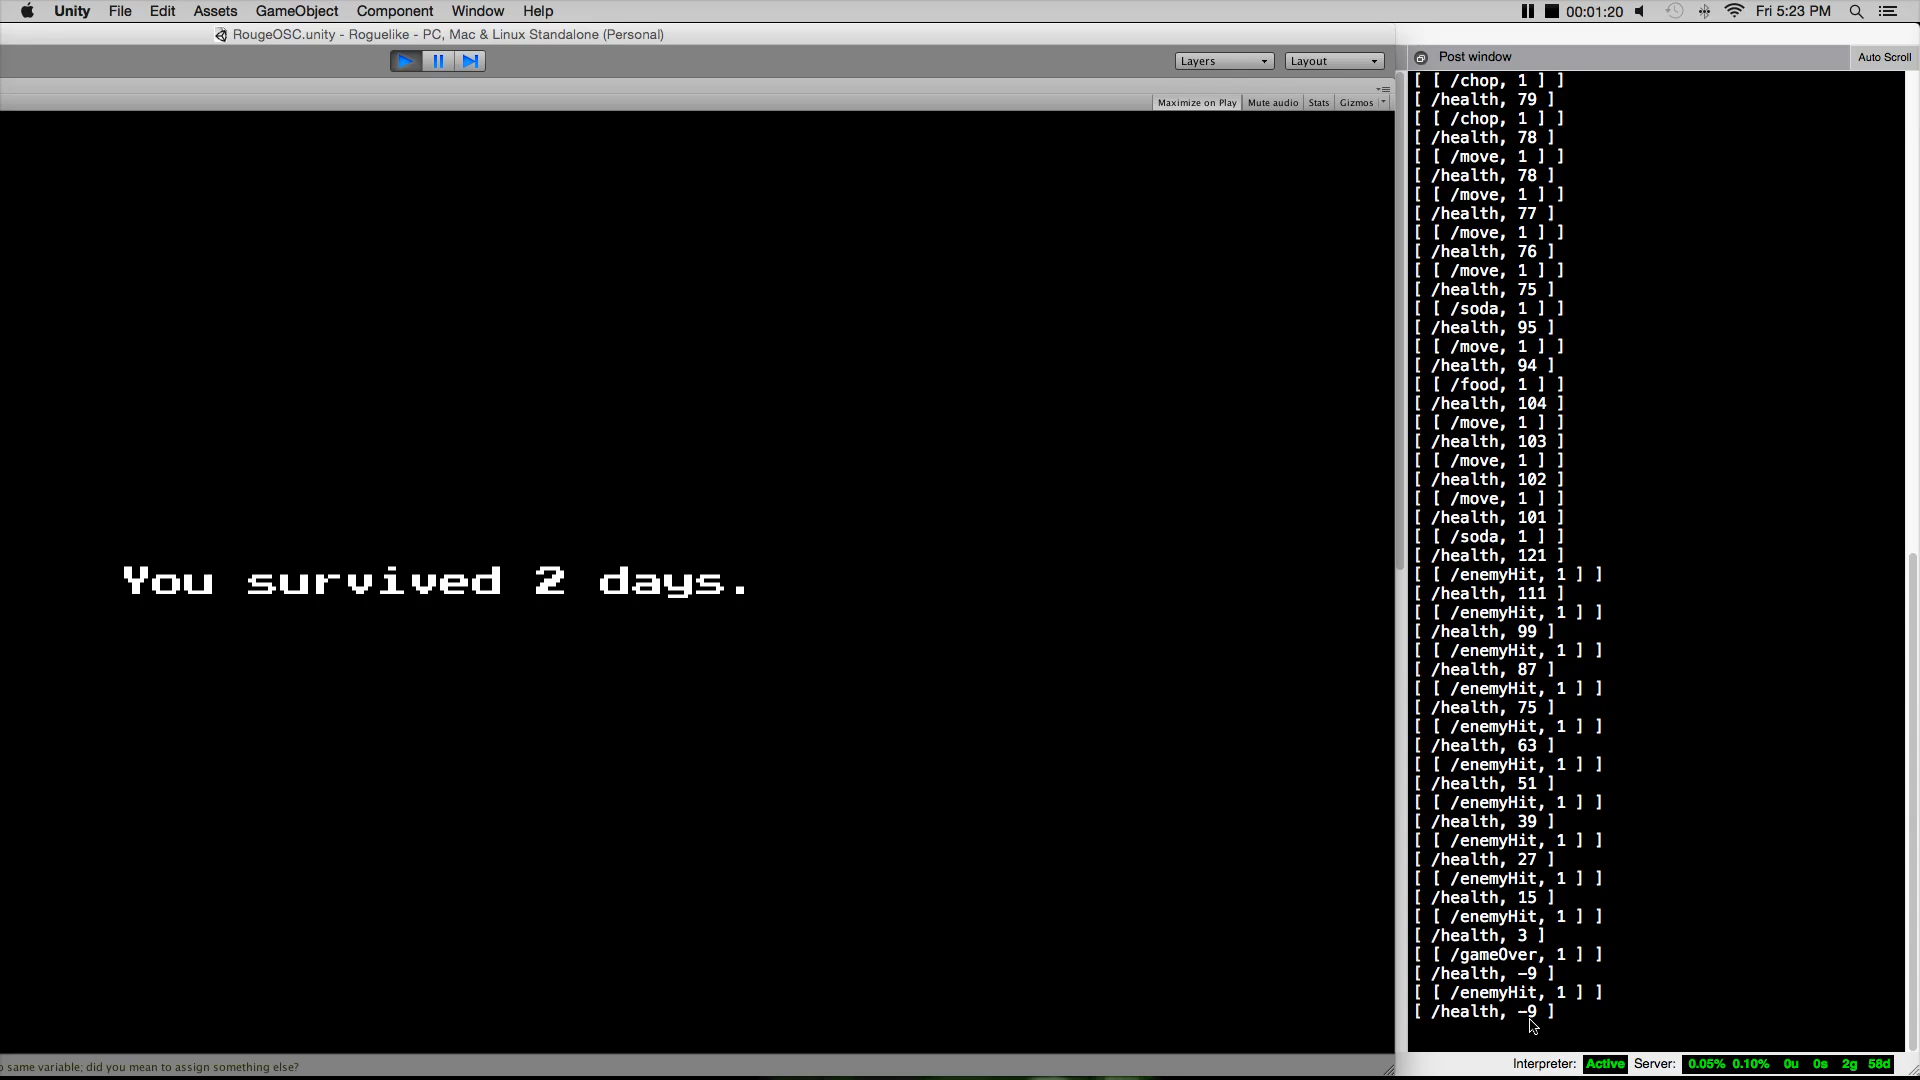 Unity File Edit Assets GameObject Component Window Help 00:01:20 Fri 5:23 PM
RougeOSC.unity - Roguelike - PC, Mac & Linux Standalone (Personal)
Layers Layout
Maximize on Play Mute audio Stats Gizmos
You survived 2 days.
same variable; did you mean to assign something else?
Post window Auto Scroll
[ [ /chop, 1 ] ]
[ /health, 79 ]
[ [ /chop, 1 ] ]
[ /health, 78 ]
[ [ /move, 1 ] ]
[ /health, 78 ]
[ [ /move, 1 ] ]
[ /health, 77 ]
[ [ /move, 1 ] ]
[ /health, 76 ]
[ [ /move, 1 ] ]
[ /health, 75 ]
[ [ /soda, 1 ] ]
[ /health, 95 ]
[ [ /move, 1 ] ]
[ /health, 94 ]
[ [ /food, 1 ] ]
[ /health, 104 ]
[ [ /move, 1 ] ]
[ /health, 103 ]
[ [ /move, 1 ] ]
[ /health, 102 ]
[ [ /move, 1 ] ]
[ /health, 101 ]
[ [ /soda, 1 ] ]
[ /health, 121 ]
[ [ /enemyHit, 1 ] ]
[ /health, 111 ]
[ [ /enemyHit, 1 ] ]
[ /health, 99 ]
[ [ /enemyHit, 1 ] ]
[ /health, 87 ]
[ [ /enemyHit, 1 ] ]
[ /health, 75 ]
[ [ /enemyHit, 1 ] ]
[ /health, 63 ]
[ [ /enemyHit, 1 ] ]
[ /health, 51 ]
[ [ /enemyHit, 1 ] ]
[ /health, 39 ]
[ [ /enemyHit, 1 ] ]
[ /health, 27 ]
[ [ /enemyHit, 1 ] ]
[ /health, 15 ]
[ [ /enemyHit, 1 ] ]
[ /health, 3 ]
[ [ /gameOver, 1 ] ]
[ /health, -9 ]
[ [ /enemyHit, 1 ] ]
[ /health, -9 ]
Interpreter: Active Server: 0.05% 0.10% 0u 0s 2g 58d